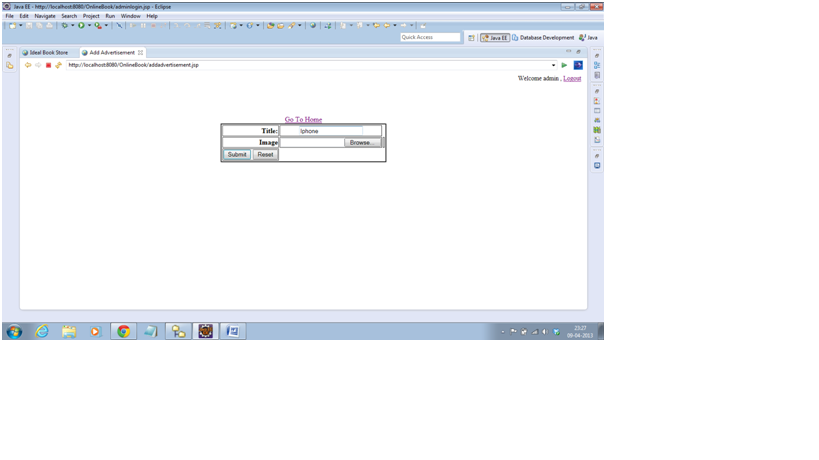 Java EE - http://localhost:8080/OnlineBook/adminlogin.jsp - Eclipse
File Edit Navigate Search Project Run Window Help
Quick Access Java EE Database Development Java
Ideal Book Store Add Advertisement
http://localhost:8080/OnlineBook/addadvertisement.jsp
Welcome admin , Logout
Go To Home
Title: Iphone
Image Browse...
Submit Reset
23:27
08-04-2013